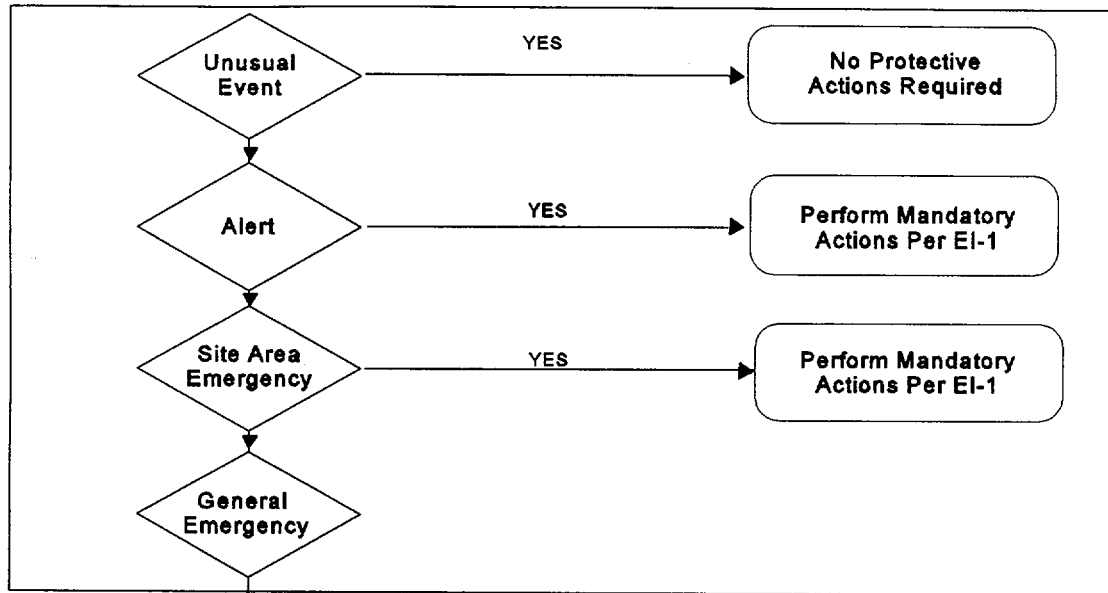 Unusual
Event
YES
No Protective
Actions Required
Alert
YES
Perform Mandatory
Actions Per EI-1
Site Area
Emergency
YES
Perform Mandatory
Actions Per EI-1
General
Emergency